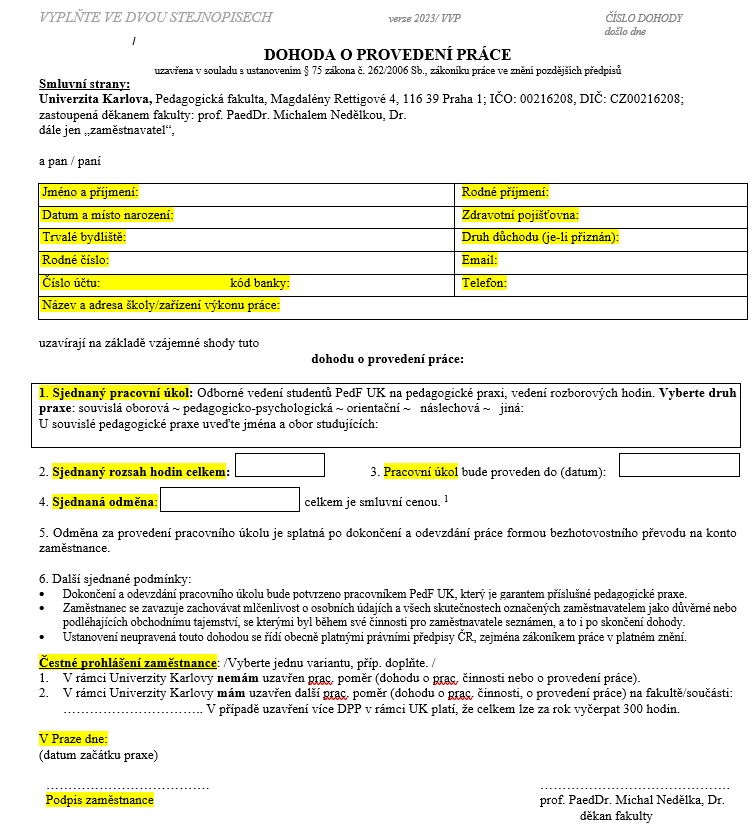 VYPLŇTE VE DVOU STEJNOPISECH verze 2023/ VVP ČÍSLO DOHODY
/ došlo dne
DOHODA O PROVEDENÍ PRÁCE
uzavřena v souladu s ustanovením § 75 zákona č. 262/2006 Sb., zákoníku práce ve znění pozdějších předpisů
Smluvní strany:
Univerzita Karlova, Pedagogická fakulta, Magdalény Rettigové 4, 116 39 Praha 1; IČO: 00216208, DIČ: CZ00216208;
zastoupená děkanem fakulty: prof. PaedDr. Michalem Nedělkou, Dr.
dále jen „zaměstnavatel“,
a pan / paní
Jméno a příjmení: Rodné příjmení:
Datum a místo narození: Zdravotní pojišťovna:
Trvalé bydliště: Druh důchodu (je-li přiznán):
Rodné číslo: Email:
Číslo účtu: kód banky: Telefon:
Název a adresa školy/zařízení výkonu práce:
uzavírají na základě vzájemné shody tuto
dohodu o provedení práce:
1. Sjednaný pracovní úkol: Odborné vedení studentů PedF UK na pedagogické praxi, vedení rozborových hodin. Vyberte druh
praxe: souvislá oborová ~ pedagogicko-psychologická ~ orientační ~ náslechová ~ jiná:
U souvislé pedagogické praxe uveďte jména a obor studujících:
2. Sjednaný rozsah hodin celkem: 3. Pracovní úkol bude proveden do (datum):
4. Sjednaná odměna: celkem je smluvní cenou. 1
5. Odměna za provedení pracovního úkolu je splatná po dokončení a odevzdání práce formou bezhotovostního převodu na konto
zaměstnance.
6. Další sjednané podmínky:
• Dokončení a odevzdání pracovního úkolu bude potvrzeno pracovníkem PedF UK, který je garantem příslušné pedagogické praxe.
• Zaměstnanec se zavazuje zachovávat mlčenlivost o osobních údajích a všech skutečnostech označených zaměstnavatelem jako důvěrné nebo
podléhajících obchodnímu tajemství, se kterými byl během své činnosti pro zaměstnavatele seznámen, a to i po skončení dohody.
• Ustanovení neupravená touto dohodou se řídí obecně platnými právními předpisy ČR, zejména zákoníkem práce v platném znění.
Čestné prohlášení zaměstnance: /Vyberte jednu variantu, příp. doplňte. /
1. V rámci Univerzity Karlovy nemám uzavřen prac. poměr (dohodu o prac. činnosti nebo o provedení práce).
2. V rámci Univerzity Karlovy mám uzavřen další prac. poměr (dohodu o prac. činnosti, o provedení práce) na fakultě/součásti:
…………………………. V případě uzavření více DPP v rámci UK platí, že celkem lze za rok vyčerpat 300 hodin.
V Praze dne:
(datum začátku praxe)
……………………………… ……………………………………
Podpis zaměstnance prof. PaedDr. Michal Nedělka, Dr.
děkan fakulty